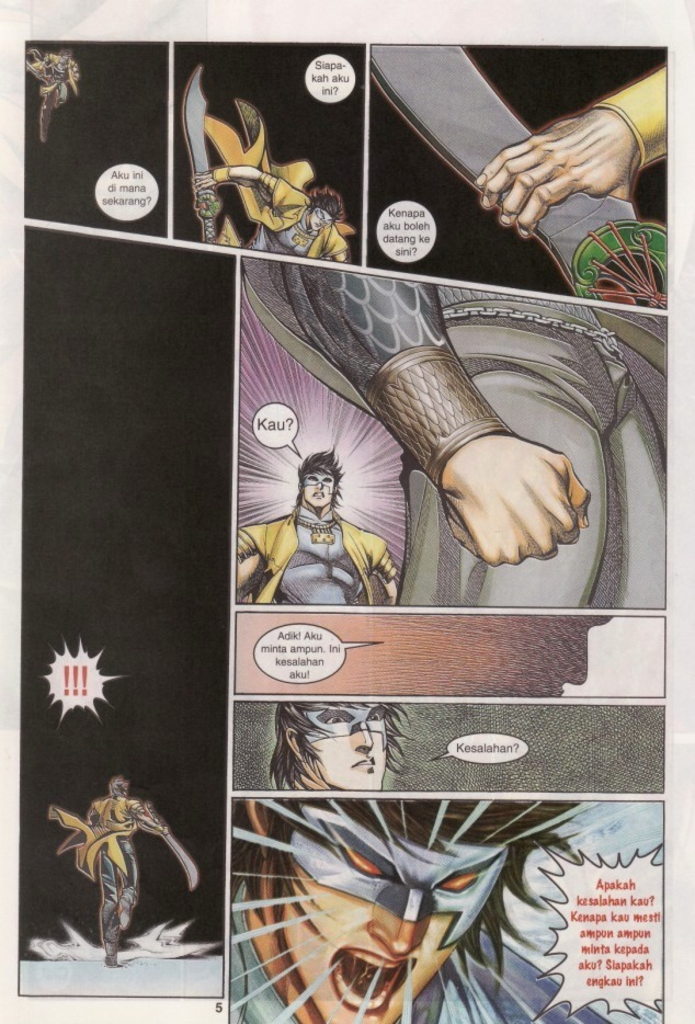 Aku ini
di mana
sekarang?
Siapa-
kah aku
ini?
Kenapa
aku boleh
datang ke
sini?
!!!
Kau?
Adik! Aku
minta ampun. Ini
kesalahan
aku!
Kesalahan?
Apakah
kesalahan kau?
Kenapa kau mesti
ampun ampun
minta kepada
aku? Siapakah
engkau ini?
5